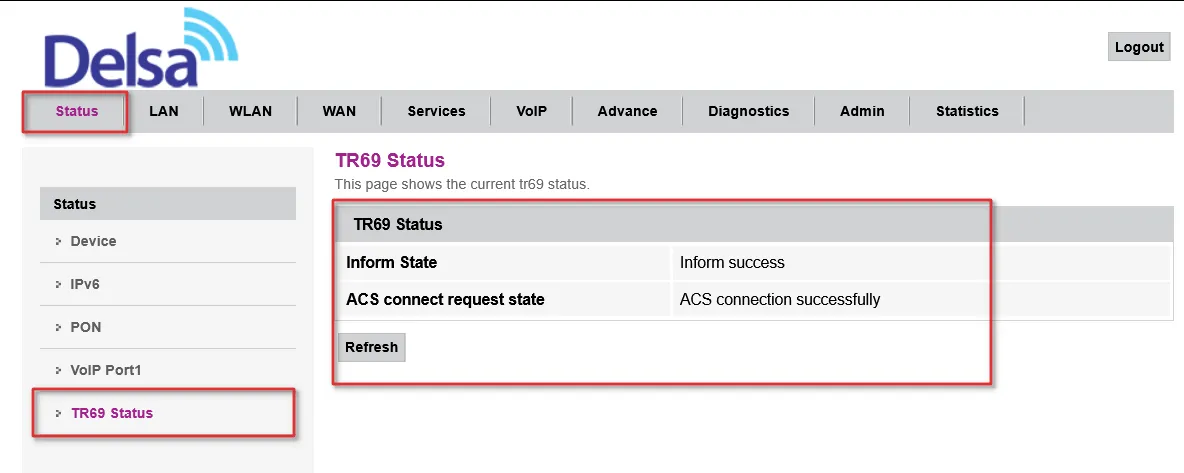 Delsa
Logout
Status LAN WLAN WAN Services VoIP Advance Diagnostics Admin Statistics
Status
Device
IPv6
PON
VoIP Port1
TR69 Status
TR69 Status
This page shows the current tr69 status.
TR69 Status
Inform State Inform success
ACS connect request state ACS connection successfully
Refresh